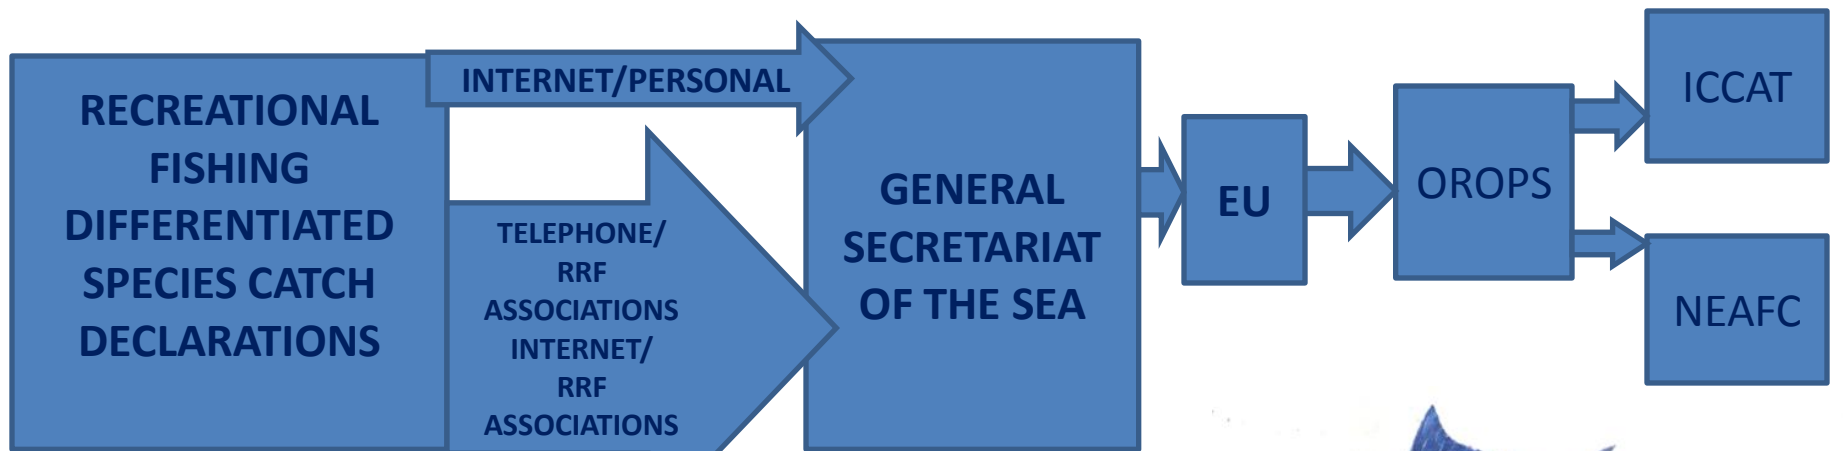 RECREATIONAL
FISHING
DIFFERENTIATED
SPECIES CATCH
DECLARATIONS
INTERNET/PERSONAL
TELEPHONE/
RRF
ASSOCIATIONS
INTERNET/
RRF
ASSOCIATIONS
GENERAL
SECRETARIAT
OF THE SEA
EU
OROPS
ICCAT
NEAFC